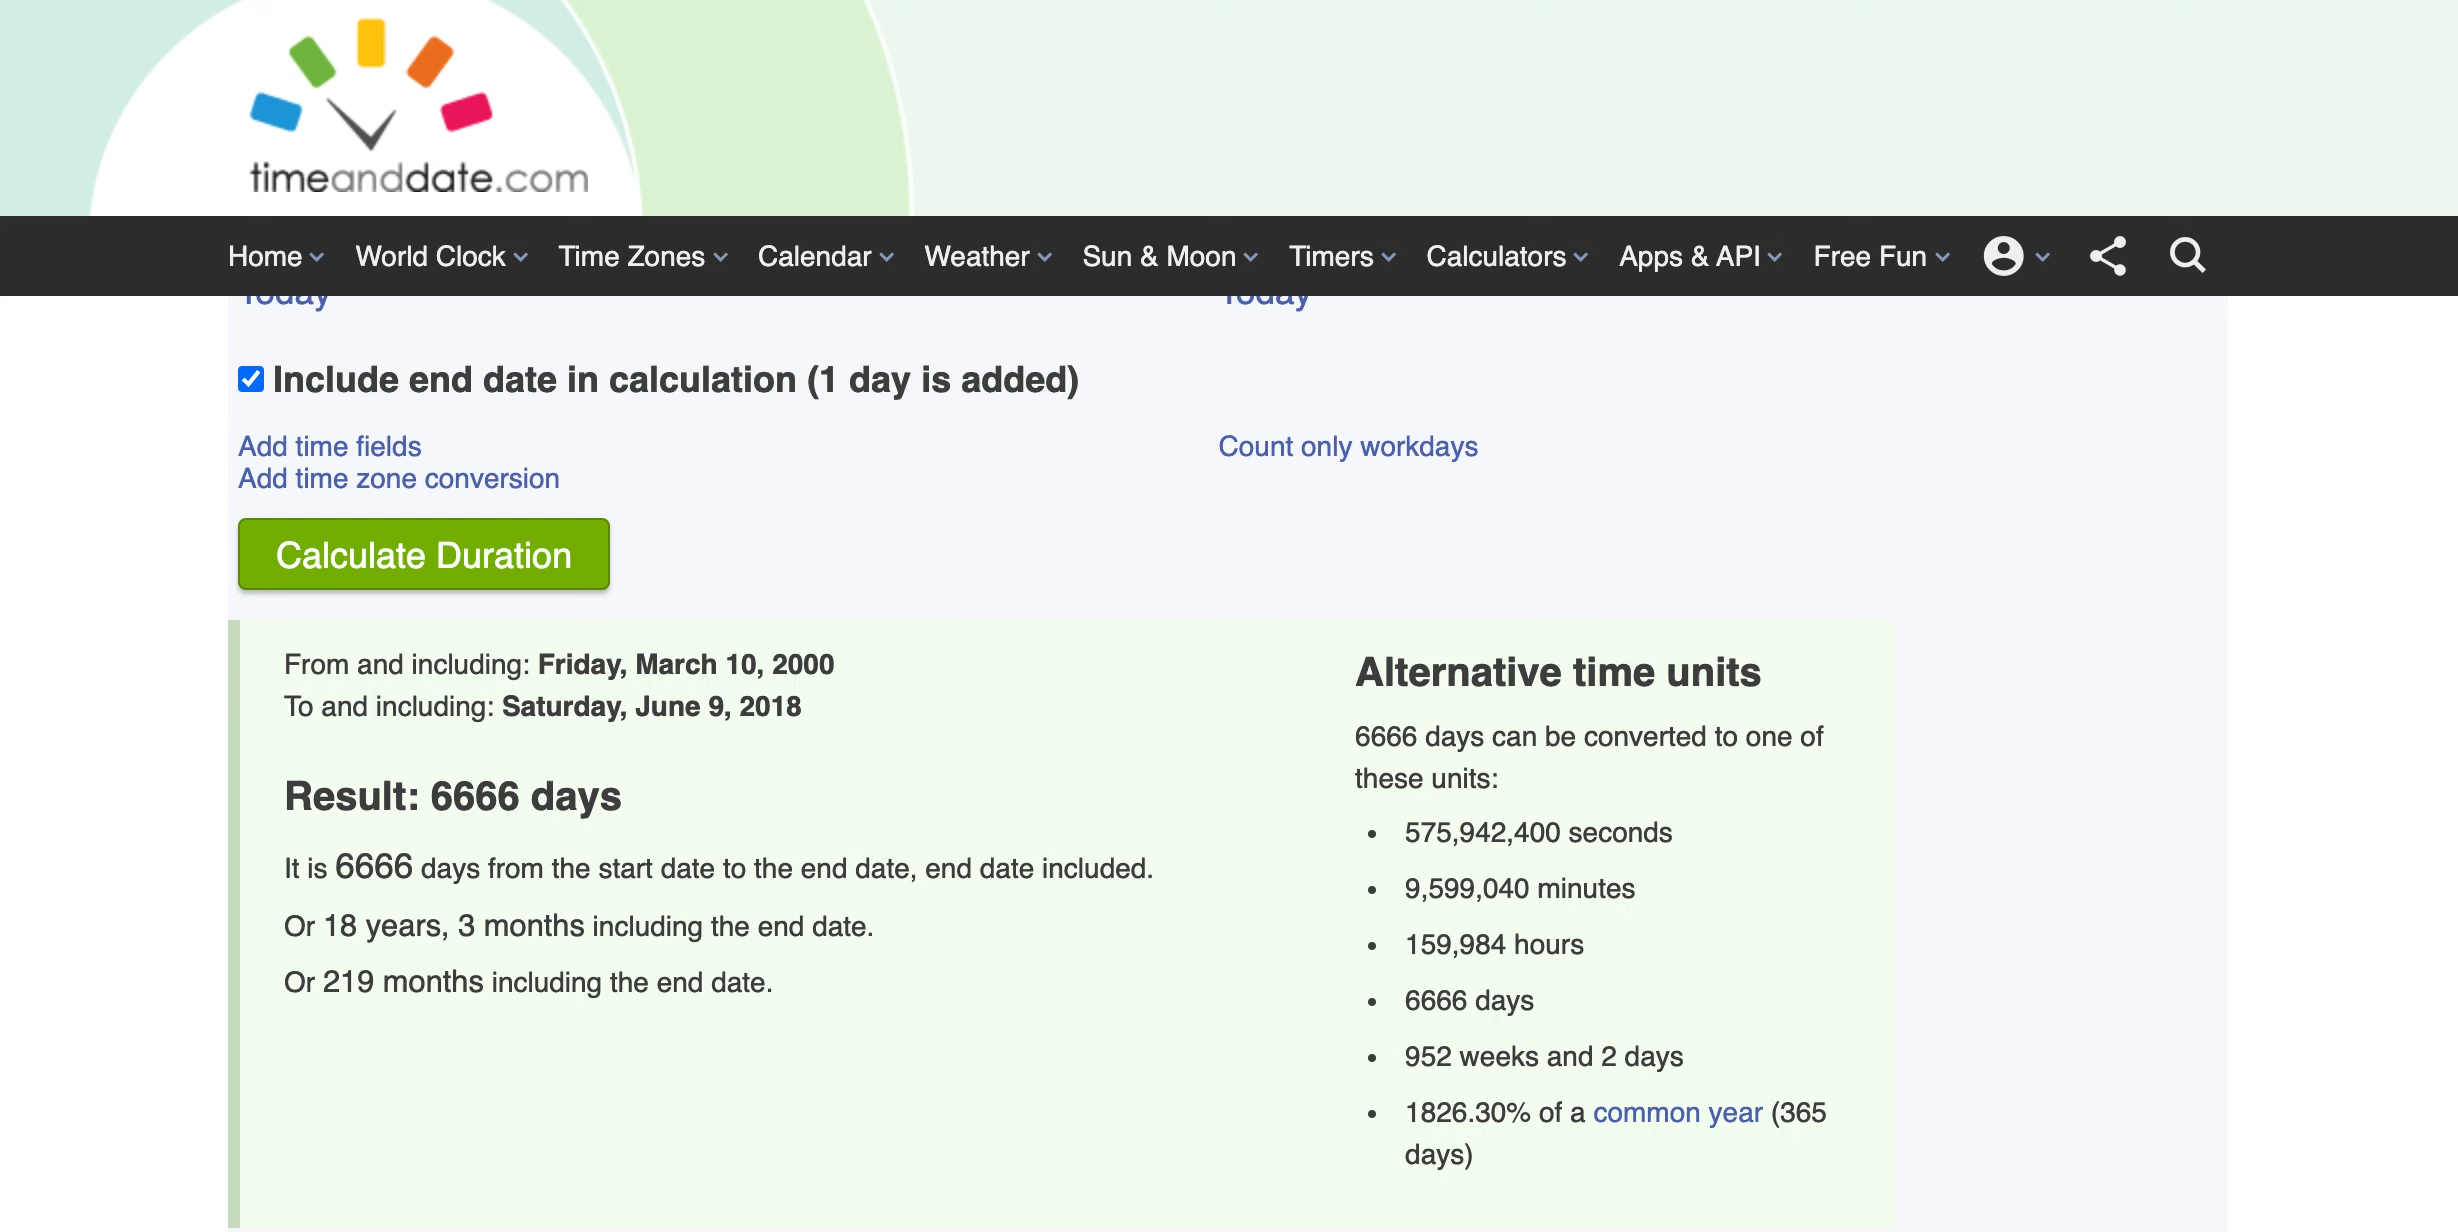 timeanddate.com
Home World Clock Time Zones Calendar Weather Sun & Moon Timers Calculators Apps & API Free Fun
Today Today
Include end date in calculation (1 day is added)
Add time fields Count only workdays
Add time zone conversion
Calculate Duration
From and including: Friday, March 10, 2000
To and including: Saturday, June 9, 2018
Result: 6666 days
It is 6666 days from the start date to the end date, end date included.
Or 18 years, 3 months including the end date.
Or 219 months including the end date.
Alternative time units
6666 days can be converted to one of
these units:
• 575,942,400 seconds
• 9,599,040 minutes
• 159,984 hours
• 6666 days
• 952 weeks and 2 days
• 1826.30% of a common year (365
days)